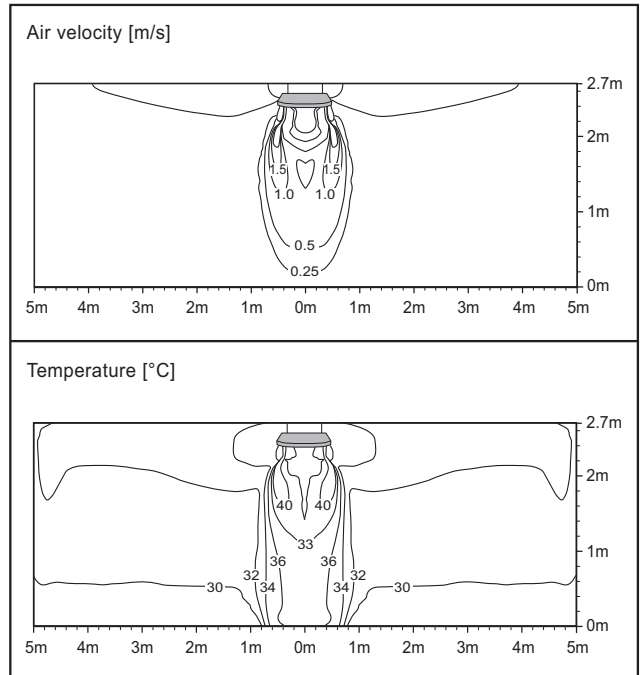 Air velocity [m/s]
2.7m
2m
1.5 1.5
1.0 1.0
1m
0.5
0.25
0m
5m 4m 3m 2m 1m 0m 1m 2m 3m 4m 5m
Temperature [°C]
2.7m
2m
40 40
33
1m
36 36
32 32
34 34
30 30
0m
5m 4m 3m 2m 1m 0m 1m 2m 3m 4m 5m